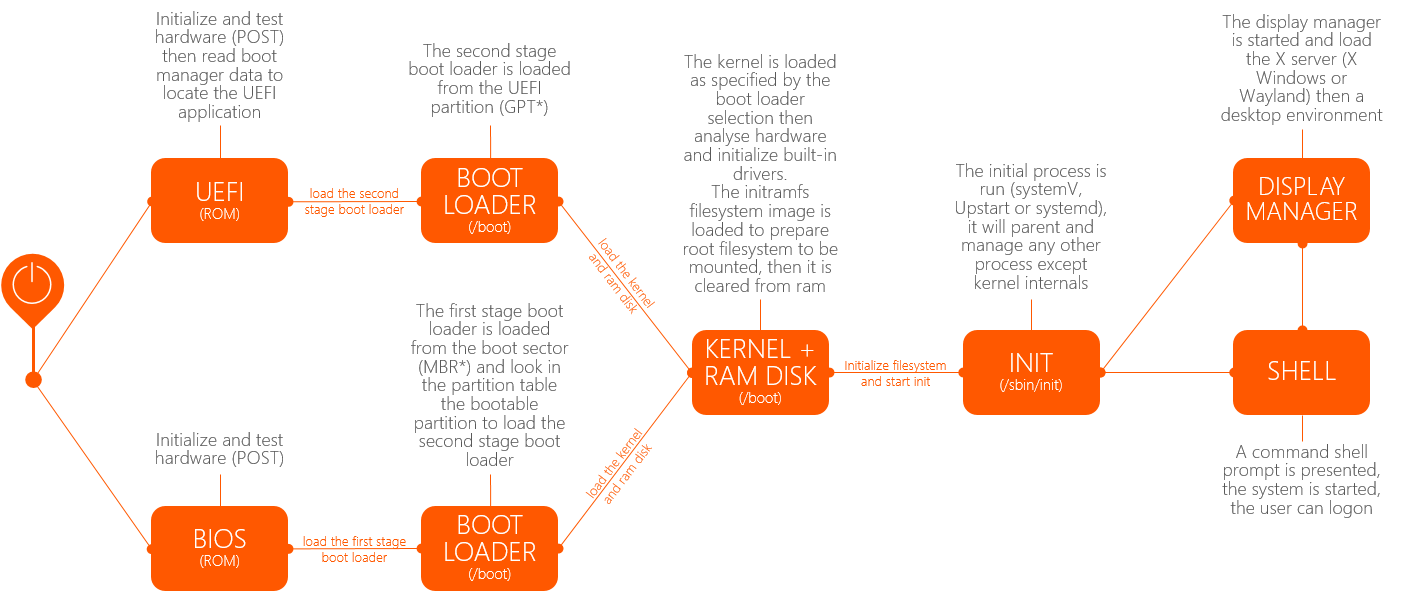 Initialize and test
hardware (POST)
then read boot
manager data to
locate the UEFI
application
UEFI
(ROM)
load the second
stage boot loader
The second stage
boot loader is loaded
from the UEFI
partition (GPT*)
BOOT
LOADER
(/boot)
load the kernel
and ram disk
Initialize and test
hardware (POST)
BIOS
(ROM)
load the first stage
boot loader
The first stage boot
loader is loaded
from the boot sector
(MBR*) and look in
the partition table
the bootable
partition to load the
second stage boot
loader
BOOT
LOADER
(/boot)
load the kernel
and ram disk
The kernel is loaded
as specified by the
boot loader
selection then
analyse hardware
and initialize built-in
drivers.
The initramfs
filesystem image is
loaded to prepare
root filesystem to be
mounted, then it is
cleared from ram
KERNEL +
RAM DISK
(/boot)
Initialize filesystem
and start init
The initial process is
run (systemV,
Upstart or systemd),
it will parent and
manage any other
process except
kernel internals
INIT
(/sbin/init)
The display manager
is started and load
the X server (X
Windows or
Wayland) then a
desktop environment
DISPLAY
MANAGER
SHELL
A command shell
prompt is presented,
the system is started,
the user can logon